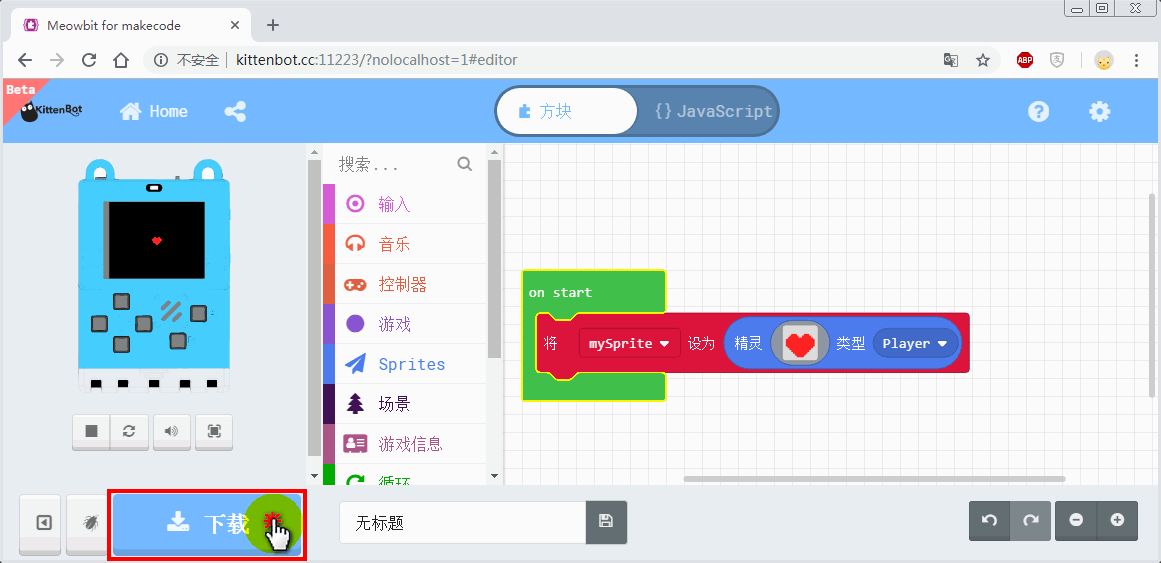 Meowbit for makecode
不安全 | kittenbot.cc:11223/?nolocalhost=1#editor
ABP
Beta
KittenBot
Home
方块
{} JavaScript
搜索...
输入
音乐
控制器
游戏
Sprites
场景
游戏信息
循环
on start
将 mySprite 设为 精灵 类型 Player
下载
无标题